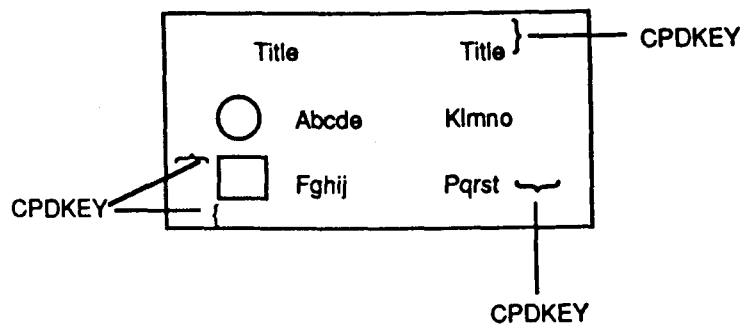 CPDKEY
Title Title
Abcde Klmno
Fghij Pqrst
CPDKEY
CPDKEY